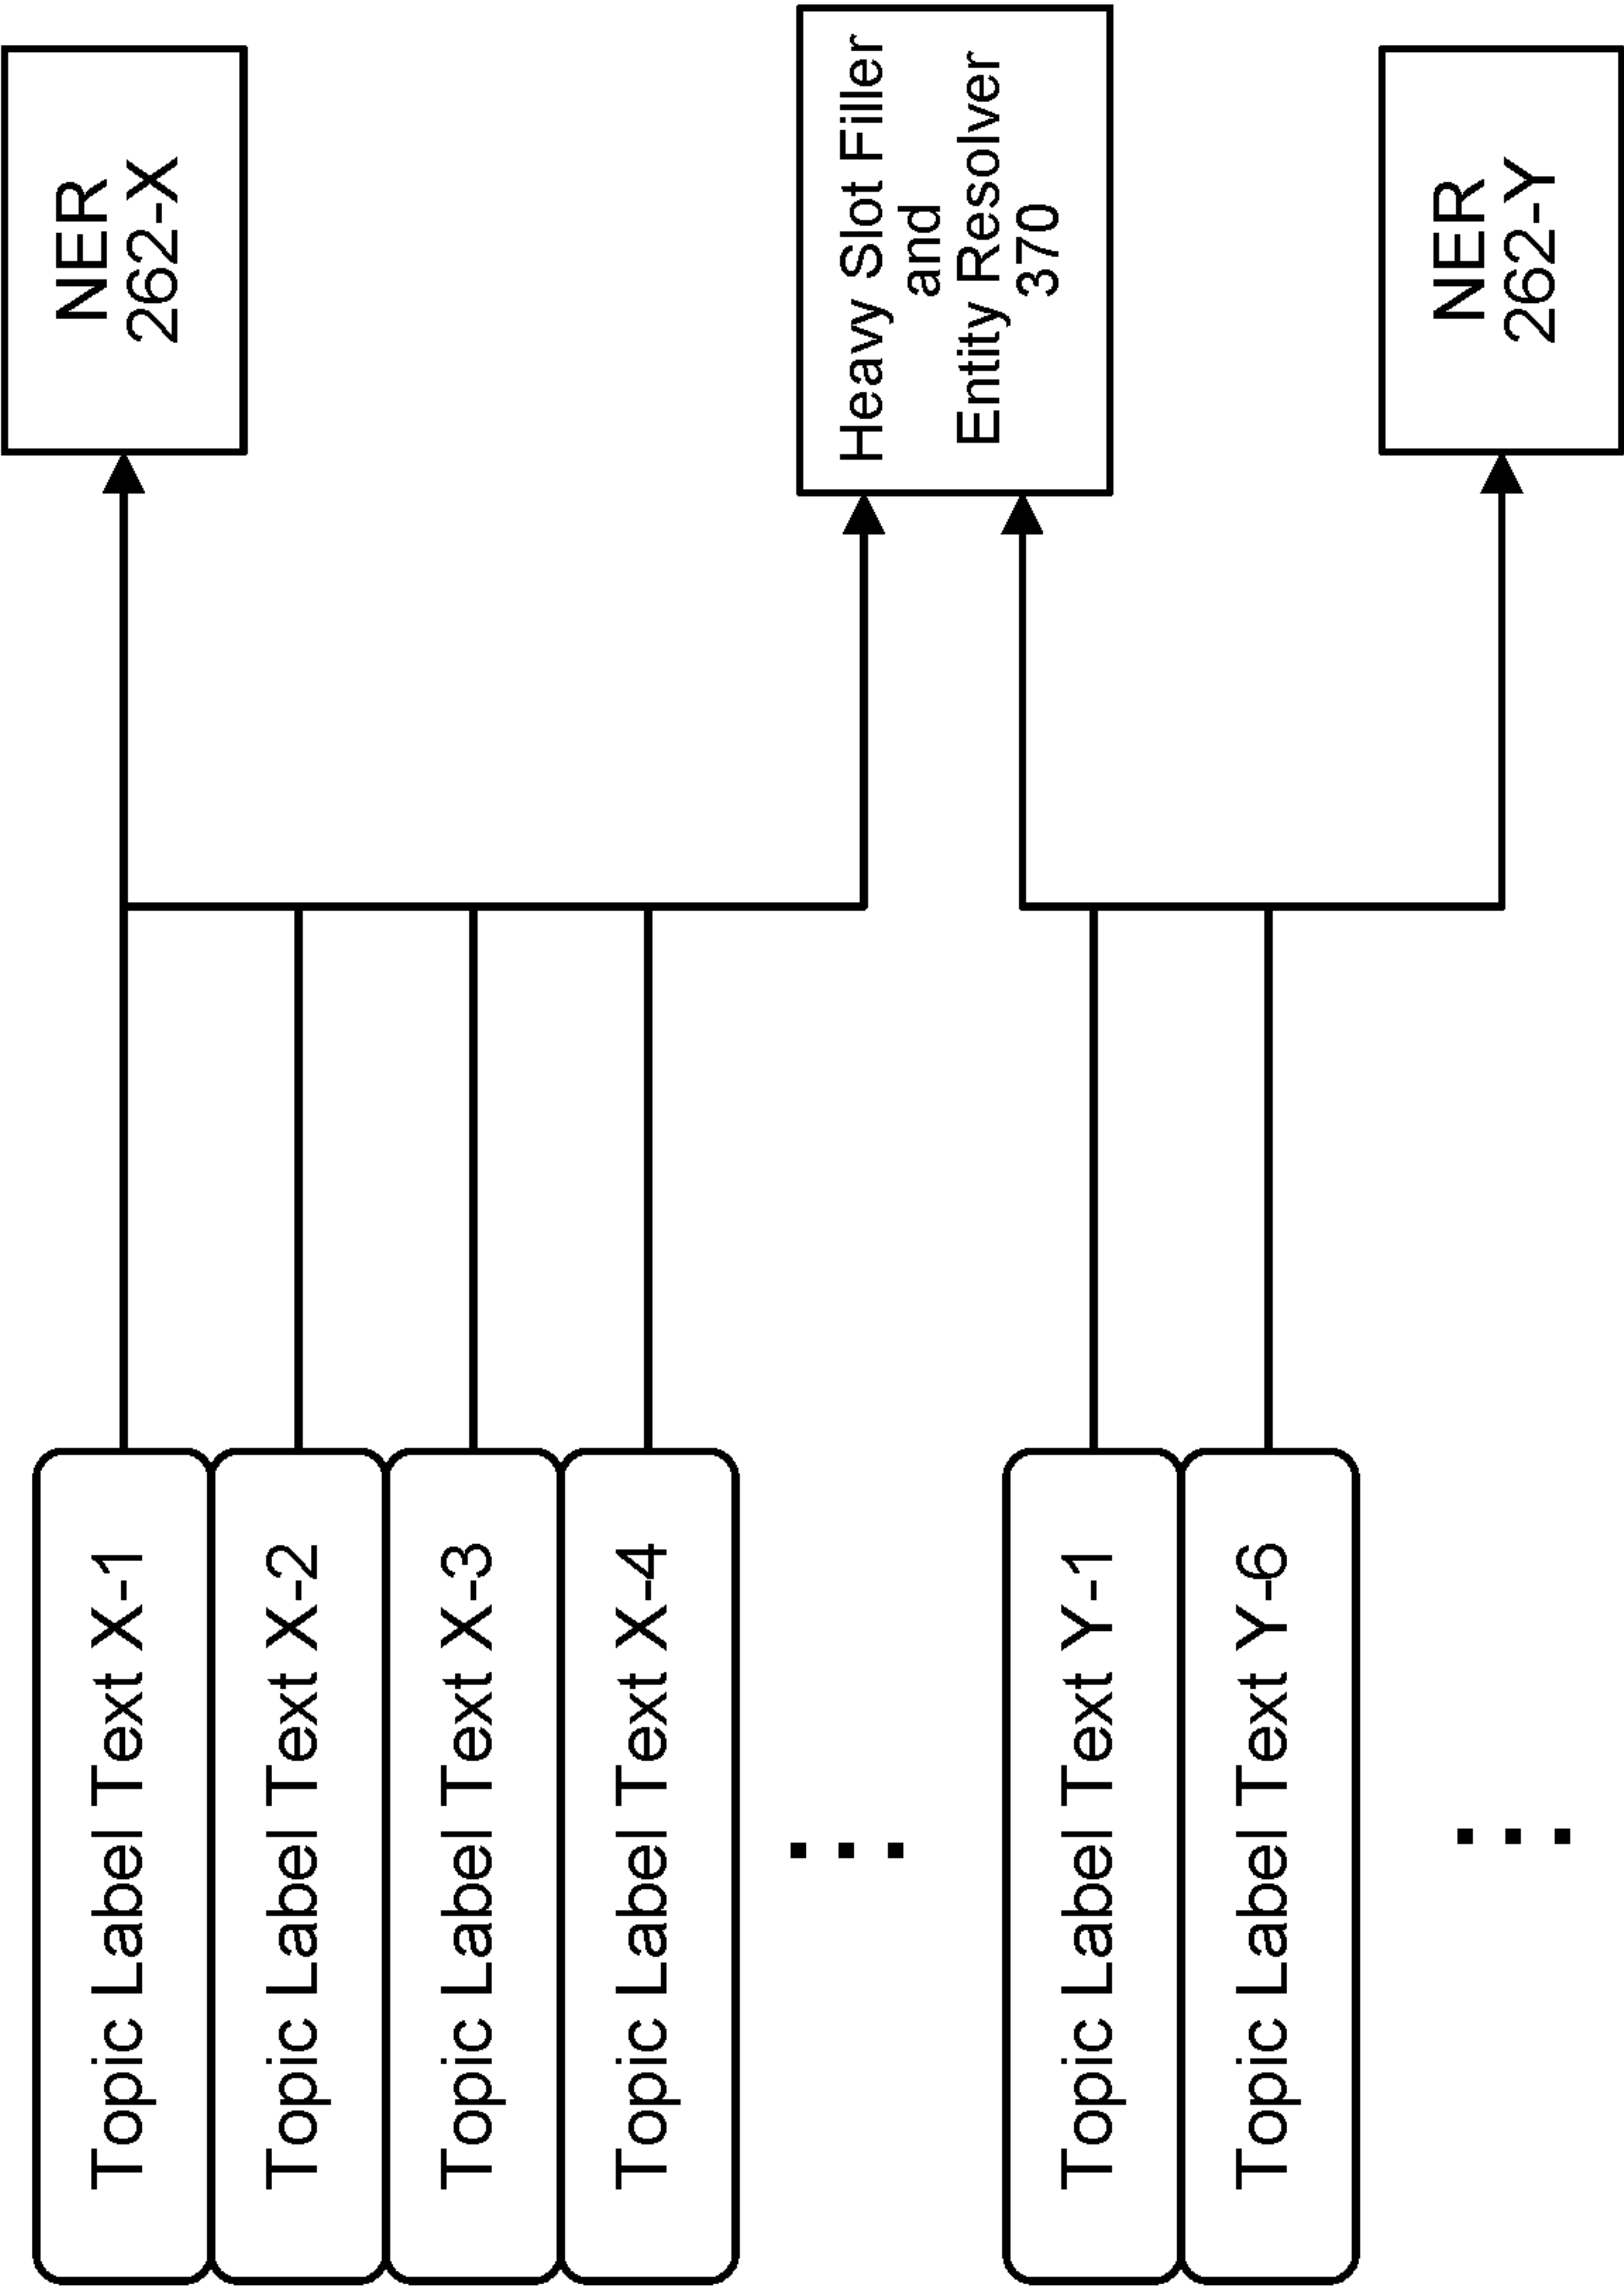 Topic Label Text X-1
Topic Label Text X-2
Topic Label Text X-3
Topic Label Text X-4
...
Topic Label Text Y-1
Topic Label Text Y-6
...
NER
262-X
Heavy Slot Filler
and
Entity Resolver
370
NER
262-Y